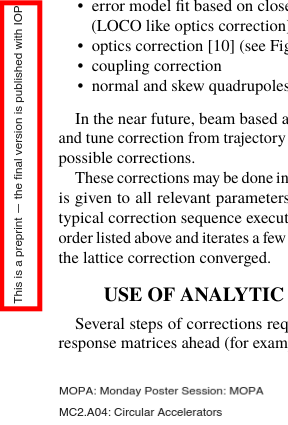 This is a preprint — the final version is published with IOP
• error model fit based on close
(LOCO like optics correction)
• optics correction [10] (see Fig
• coupling correction
• normal and skew quadrupoles
In the near future, beam based a
and tune correction from trajectory
possible corrections.
These corrections may be done in
is given to all relevant parameters
typical correction sequence execut
order listed above and iterates a few
the lattice correction converged.
USE OF ANALYTIC
Several steps of corrections req
response matrices ahead (for exam
MOPA: Monday Poster Session: MOPA
MC2.A04: Circular Accelerators